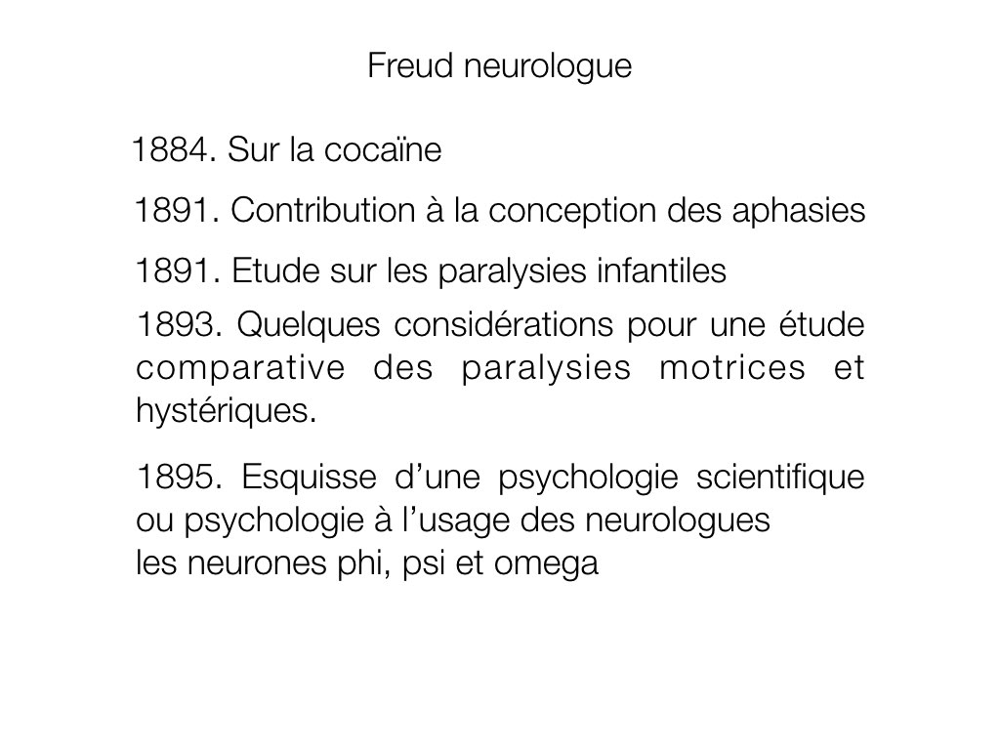 Freud neurologue
1884. Sur la cocaïne
1891. Contribution à la conception des aphasies
1891. Etude sur les paralysies infantiles
1893. Quelques considérations pour une étude
comparative des paralysies motrices et
hystériques.
1895. Esquisse d’une psychologie scientifique
ou psychologie à l’usage des neurologues
les neurones phi, psi et omega